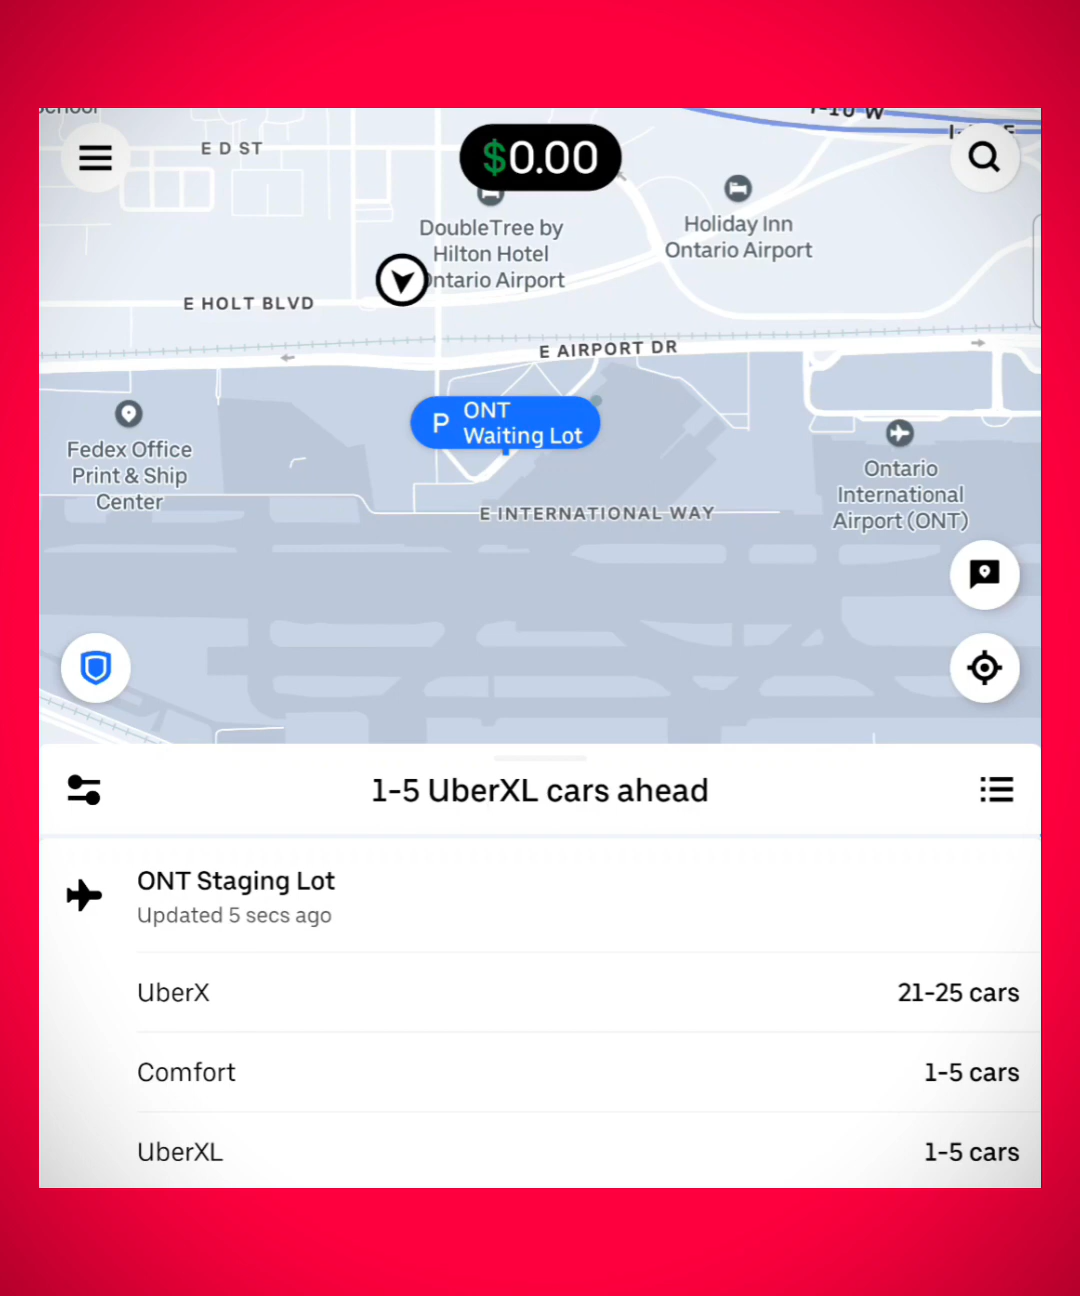 E D ST
$0.00
DoubleTree by
Hilton Hotel
Ontario Airport
Holiday Inn
Ontario Airport
E HOLT BLVD
E AIRPORT DR
P ONT
Waiting Lot
Fedex Office
Print & Ship
Center
Ontario
International
Airport (ONT)
E INTERNATIONAL WAY
1-5 UberXL cars ahead
ONT Staging Lot
Updated 5 secs ago
UberX 21-25 cars
Comfort 1-5 cars
UberXL 1-5 cars